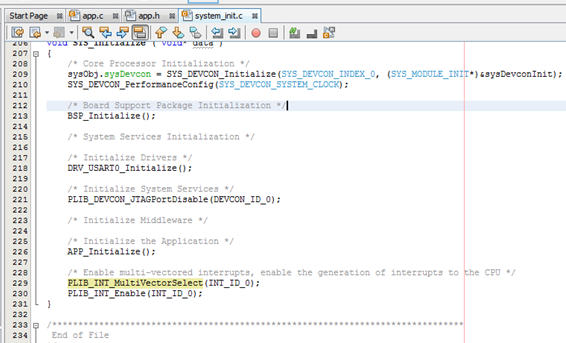 Start Page app.c app.h system_init.c
206 void SYS_Initialize ( void* data )
207 {
208 /* Core Processor Initialization */
209 sysObj.sysDevcon = SYS_DEVCON_Initialize(SYS_DEVCON_INDEX_0, (SYS_MODULE_INIT*)&sysDevconInit);
210 SYS_DEVCON_PerformanceConfig(SYS_DEVCON_SYSTEM_CLOCK);
211
212 /* Board Support Package Initialization */
213 BSP_Initialize();
214
215 /* System Services Initialization */
216
217 /* Initialize Drivers */
218 DRV_USART0_Initialize();
219
220 /* Initialize System Services */
221 PLIB_DEVCON_JTAGPortDisable(DEVCON_ID_0);
222
223 /* Initialize Middleware */
224
225 /* Initialize the Application */
226 APP_Initialize();
227
228 /* Enable multi-vectored interrupts, enable the generation of interrupts to the CPU */
229 PLIB_INT_MultiVectorSelect(INT_ID_0);
230 PLIB_INT_Enable(INT_ID_0);
231 }
232
233 /*******************************************************************************
234 End of File